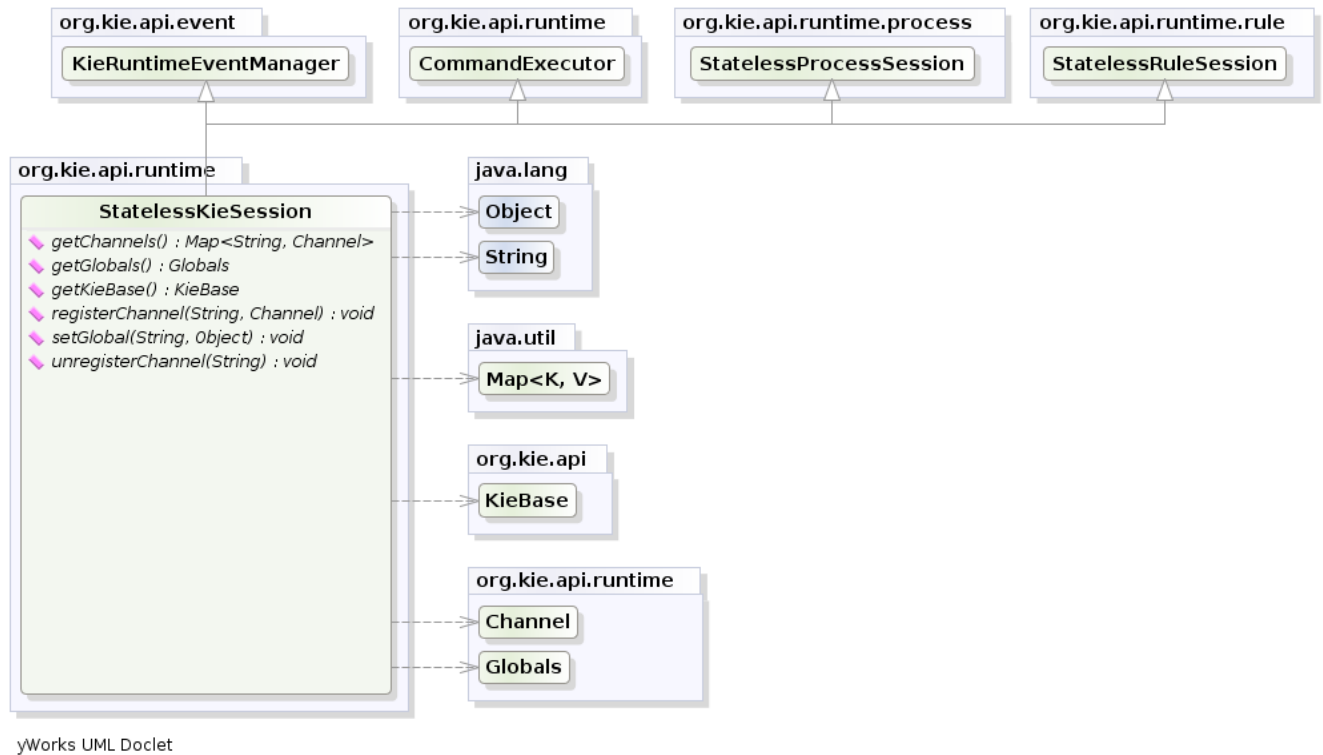 org.kie.api.event
KieRuntimeEventManager
org.kie.api.runtime
CommandExecutor
org.kie.api.runtime.process
StatelessProcessSession
org.kie.api.runtime.rule
StatelessRuleSession
org.kie.api.runtime
StatelessKieSession
getChannels() : Map<String, Channel>
getGlobals() : Globals
getKieBase() : KieBase
registerChannel(String, Channel) : void
setGlobal(String, Object) : void
unregisterChannel(String) : void
java.lang
Object
String
java.util
Map<K, V>
org.kie.api
KieBase
org.kie.api.runtime
Channel
Globals
yWorks UML Doclet